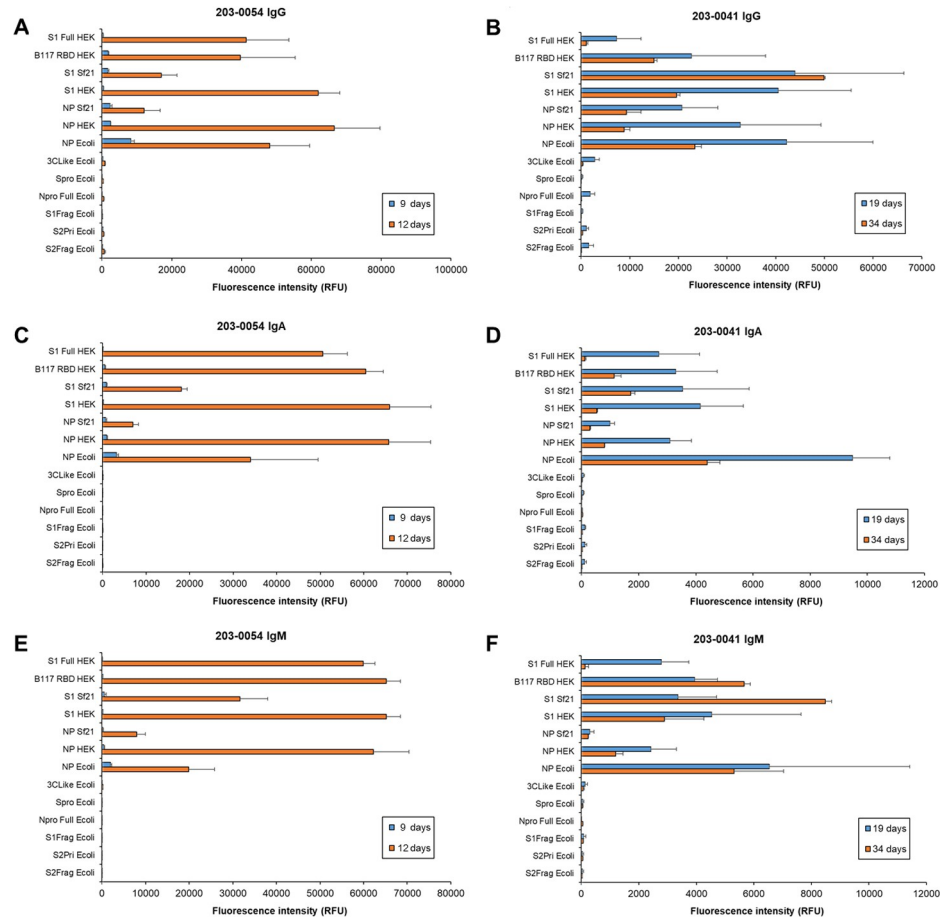 A
203-0054 IgG
S1 Full HEK
B117 RBD HEK
S1 Sf21
S1 HEK
NP Sf21
NP HEK
NP Ecoli
3CLike Ecoli
Spro Ecoli
Npro Full Ecoli
S1Frag Ecoli
S2Pri Ecoli
S2Frag Ecoli
9 days
12 days
0 20000 40000 60000 80000 100000
Fluorescence intensity (RFU)
B
203-0041 IgG
S1 Full HEK
B117 RBD HEK
S1 Sf21
S1 HEK
NP Sf21
NP HEK
NP Ecoli
3CLike Ecoli
Spro Ecoli
Npro Full Ecoli
S1Frag Ecoli
S2Pri Ecoli
S2Frag Ecoli
19 days
34 days
0 10000 20000 30000 40000 50000 60000 70000
Fluorescence intensity (RFU)
C
203-0054 IgA
S1 Full HEK
B117 RBD HEK
S1 Sf21
S1 HEK
NP Sf21
NP HEK
NP Ecoli
3CLike Ecoli
Spro Ecoli
Npro Full Ecoli
S1Frag Ecoli
S2Pri Ecoli
S2Frag Ecoli
9 days
12 days
0 10000 20000 30000 40000 50000 60000 70000 80000
Fluorescence intensity (RFU)
D
203-0041 IgA
S1 Full HEK
B117 RBD HEK
S1 Sf21
S1 HEK
NP Sf21
NP HEK
NP Ecoli
3CLike Ecoli
Spro Ecoli
Npro Full Ecoli
S1Frag Ecoli
S2Pri Ecoli
S2Frag Ecoli
19 days
34 days
0 2000 4000 6000 8000 10000 12000
Fluorescence intensity (RFU)
E
203-0054 IgM
S1 Full HEK
B117 RBD HEK
S1 Sf21
S1 HEK
NP Sf21
NP HEK
NP Ecoli
3CLike Ecoli
Spro Ecoli
Npro Full Ecoli
S1Frag Ecoli
S2Pri Ecoli
S2Frag Ecoli
9 days
12 days
0 10000 20000 30000 40000 50000 60000 70000 80000
Fluorescence intensity (RFU)
F
203-0041 IgM
S1 Full HEK
B117 RBD HEK
S1 Sf21
S1 HEK
NP Sf21
NP HEK
NP Ecoli
3CLike Ecoli
Spro Ecoli
Npro Full Ecoli
S1Frag Ecoli
S2Pri Ecoli
S2Frag Ecoli
19 days
34 days
0 2000 4000 6000 8000 10000 12000
Fluorescence intensity (RFU)